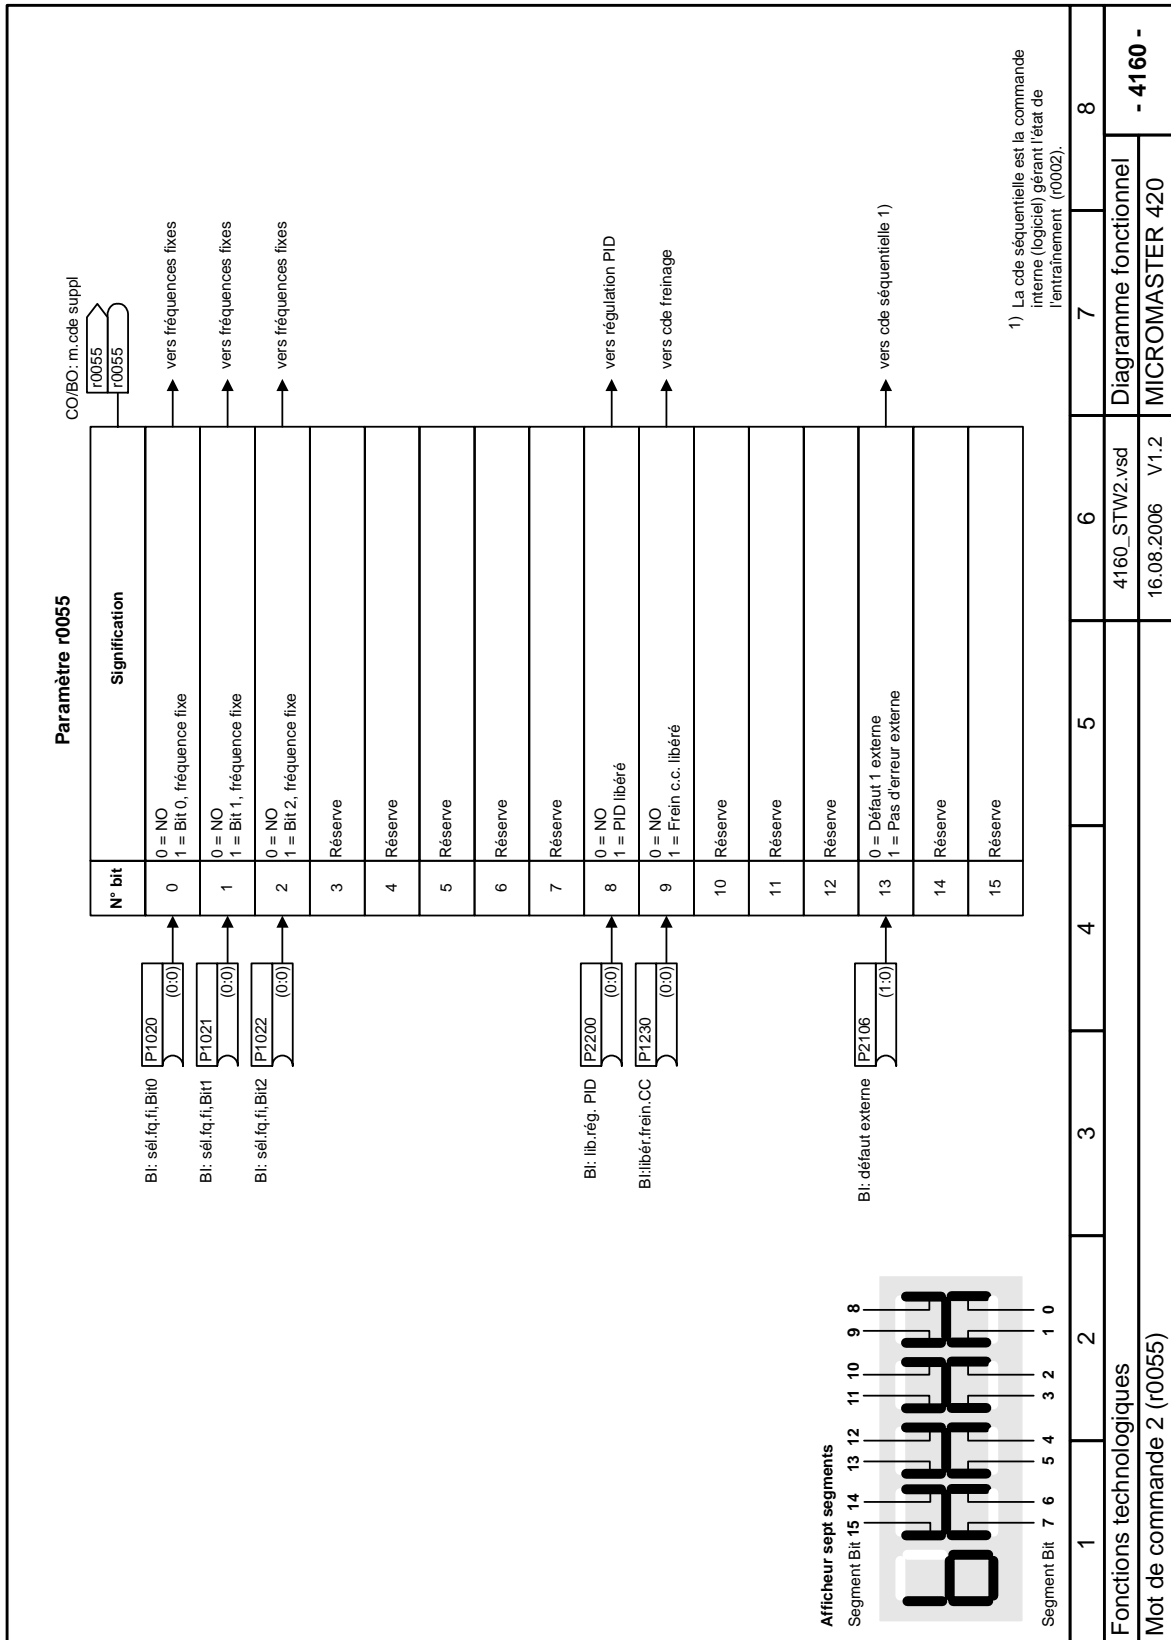 Paramètre r0055
CO/BO: m.cde suppl
r0055
r0055
N° bit Signification
BI: sél.fq.fi,Bit0 P1020 (0:0)
0
0 = NO
1 = Bit 0, fréquence fixe
vers fréquences fixes
BI: sél.fq.fi,Bit1 P1021 (0:0)
1
0 = NO
1 = Bit 1, fréquence fixe
vers fréquences fixes
BI: sél.fq.fi,Bit2 P1022 (0:0)
2
0 = NO
1 = Bit 2, fréquence fixe
vers fréquences fixes
3 Réserve
4 Réserve
5 Réserve
6 Réserve
7 Réserve
BI: lib.rég. PID P2200 (0:0)
8
0 = NO
1 = PID libéré
vers régulation PID
BI:libér.frein.CC P1230 (0:0)
9
0 = NO
1 = Frein c.c. libéré
vers cde freinage
10 Réserve
11 Réserve
12 Réserve
BI: défaut externe P2106 (1:0)
13
0 = Défaut 1 externe
1 = Pas d'erreur externe
vers cde séquentielle 1)
14 Réserve
15 Réserve
Afficheur sept segments
Segment Bit 15 14 13 12 11 10 9 8
Segment Bit 7 6 5 4 3 2 1 0
1) La cde séquentielle est la commande
interne (logiciel) gérant l'état de
l'entraînement (r0002).
1 2 3 4 5 6 7 8
Fonctions technologiques 4160_STW2.vsd Diagramme fonctionnel - 4160 -
Mot de commande 2 (r0055) 16.08.2006 V1.2 MICROMASTER 420